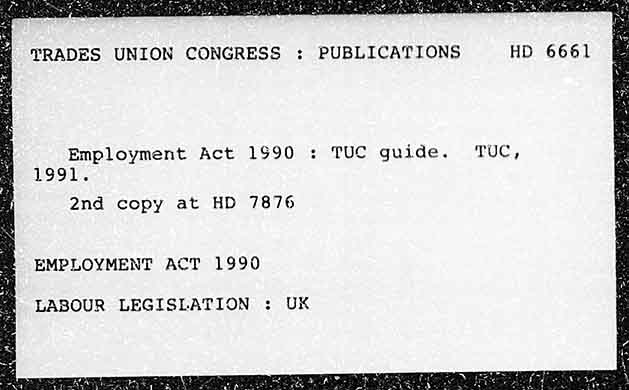 TRADES UNION CONGRESS : PUBLICATIONS HD 6661
Employment Act 1990 : TUC guide. TUC,
1991.
2nd copy at HD 7876
EMPLOYMENT ACT 1990
LABOUR LEGISLATION : UK